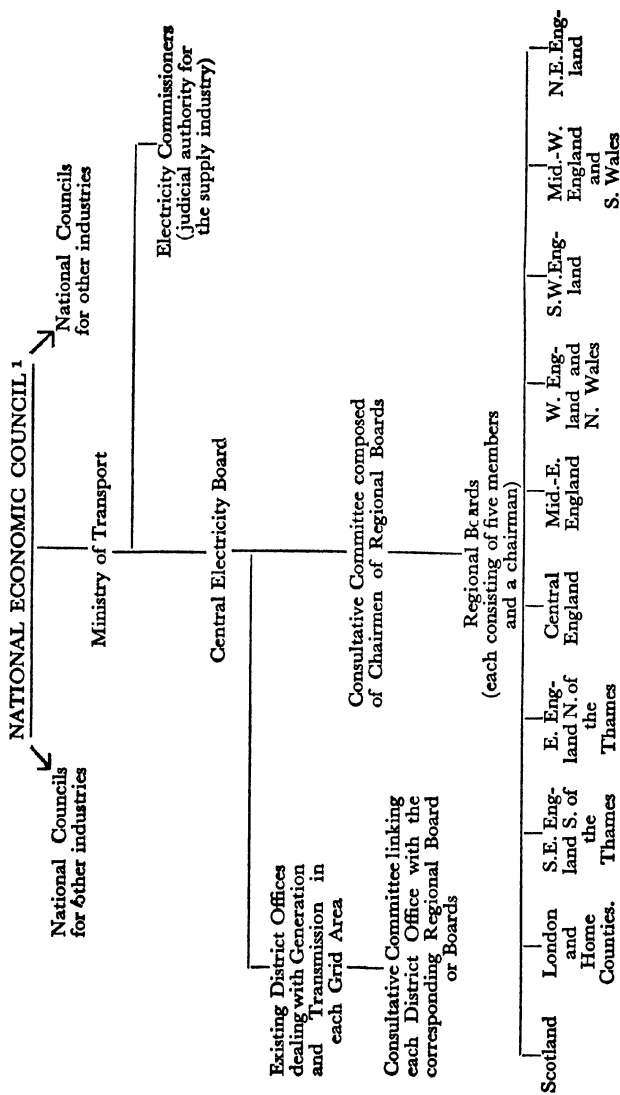 NATIONAL ECONOMIC COUNCIL ¹
National Councils
for other industries
National Councils
for other industries
Ministry of Transport
Electricity Commissioners
(judicial authority for
the supply industry)
Central Electricity Board
Existing District Offices
dealing with Generation
and Transmission in
each Grid Area
Consultative Committee composed
of Chairmen of Regional Boards
Consultative Committee linking
each District Office with the
corresponding Regional Board
or Boards
Regional Boards
(each consisting of five members
and a chairman)
Scotland
London
and
Home
Counties.
S.E. Eng-
land S. of
the
Thames
E. Eng-
land N. of
the
Thames
Central
England
Mid.-E.
England
W. Eng-
land and
N. Wales
S.W. Eng-
land
Mid.-W.
England
and
S. Wales
N.E. Eng-
land